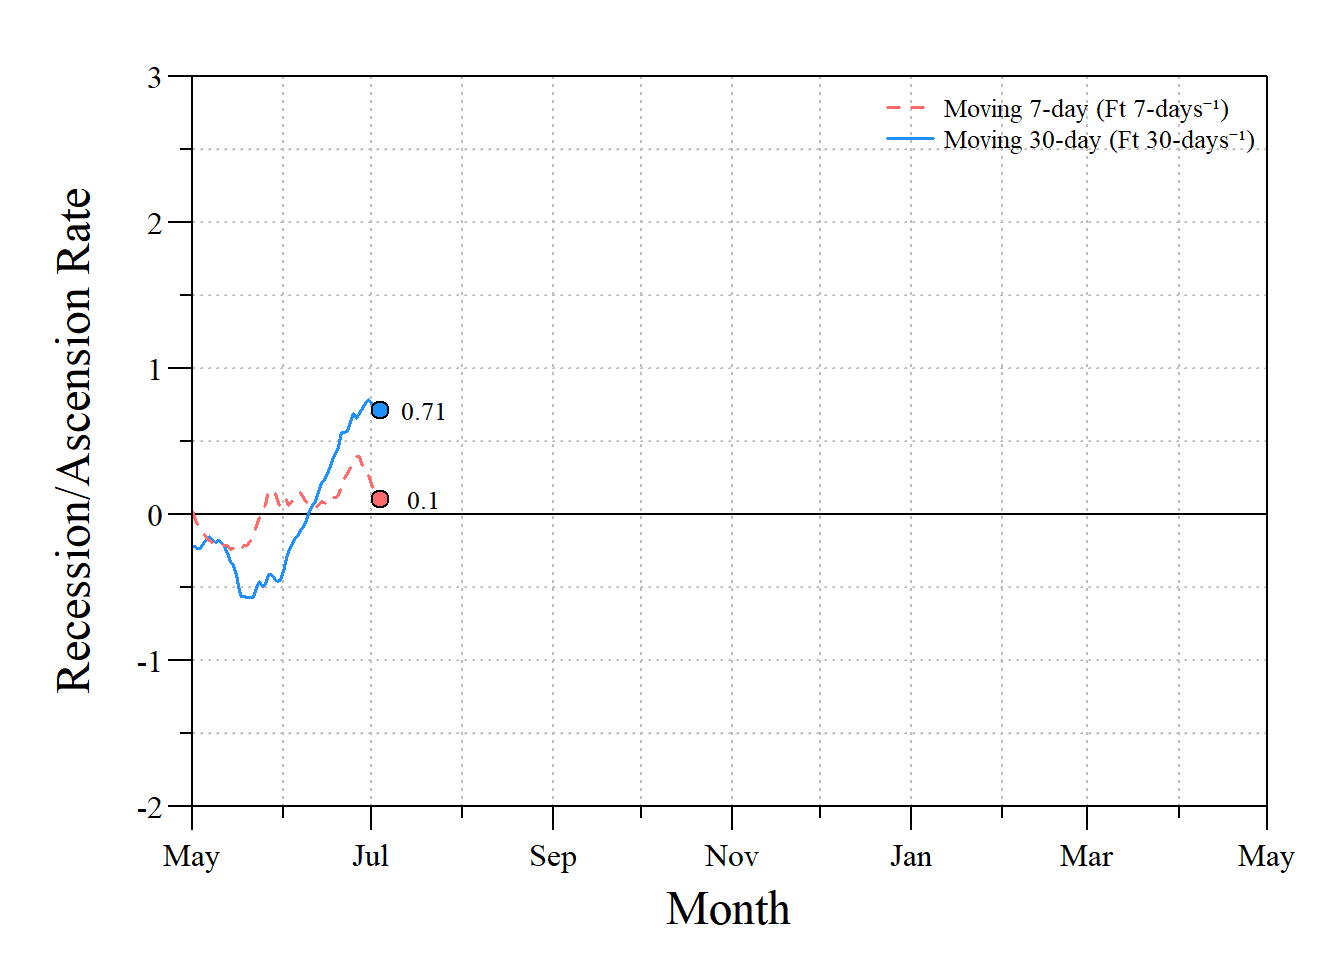 3
2
1
0
-1
-2
Recession/Ascension Rate
Moving 7-day (Ft 7-days⁻¹)
Moving 30-day (Ft 30-days⁻¹)
0.71
0.1
May
Jul
Sep
Nov
Jan
Mar
May
Month